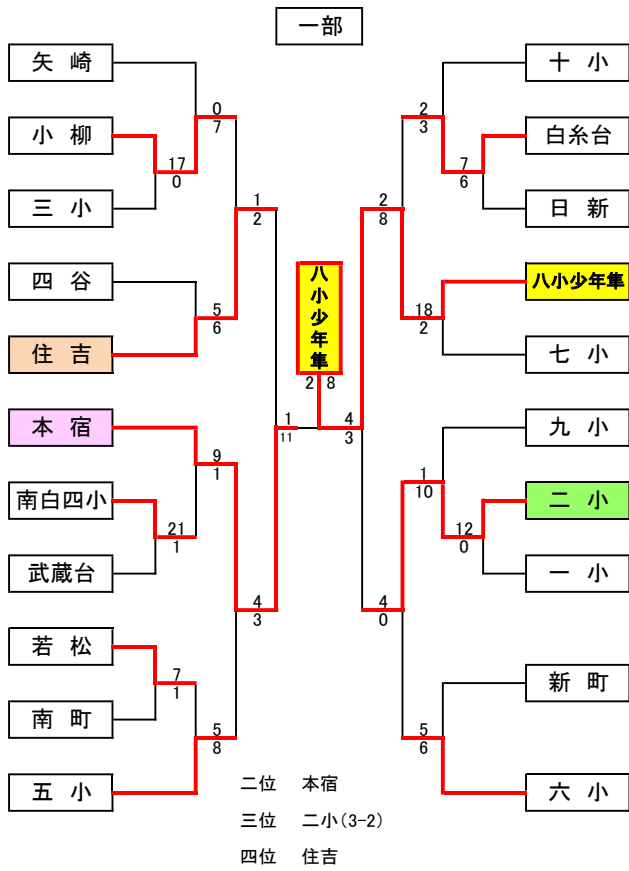 一部
矢 崎
小 柳
三 小
四 谷
住 吉
本 宿
南白四小
武蔵台
若 松
南 町
五 小
17
0
0
7
5
6
1
2
21
1
9
1
7
1
5
8
4
3
1
11
八小少年隼
2 8
4
3
2
8
2
3
7
6
18
2
1
10
12
0
4
0
5
6
十 小
白糸台
日 新
八小少年隼
七 小
九 小
二 小
一 小
新 町
六 小
二位 本宿
三位 二小(3-2)
四位 住吉